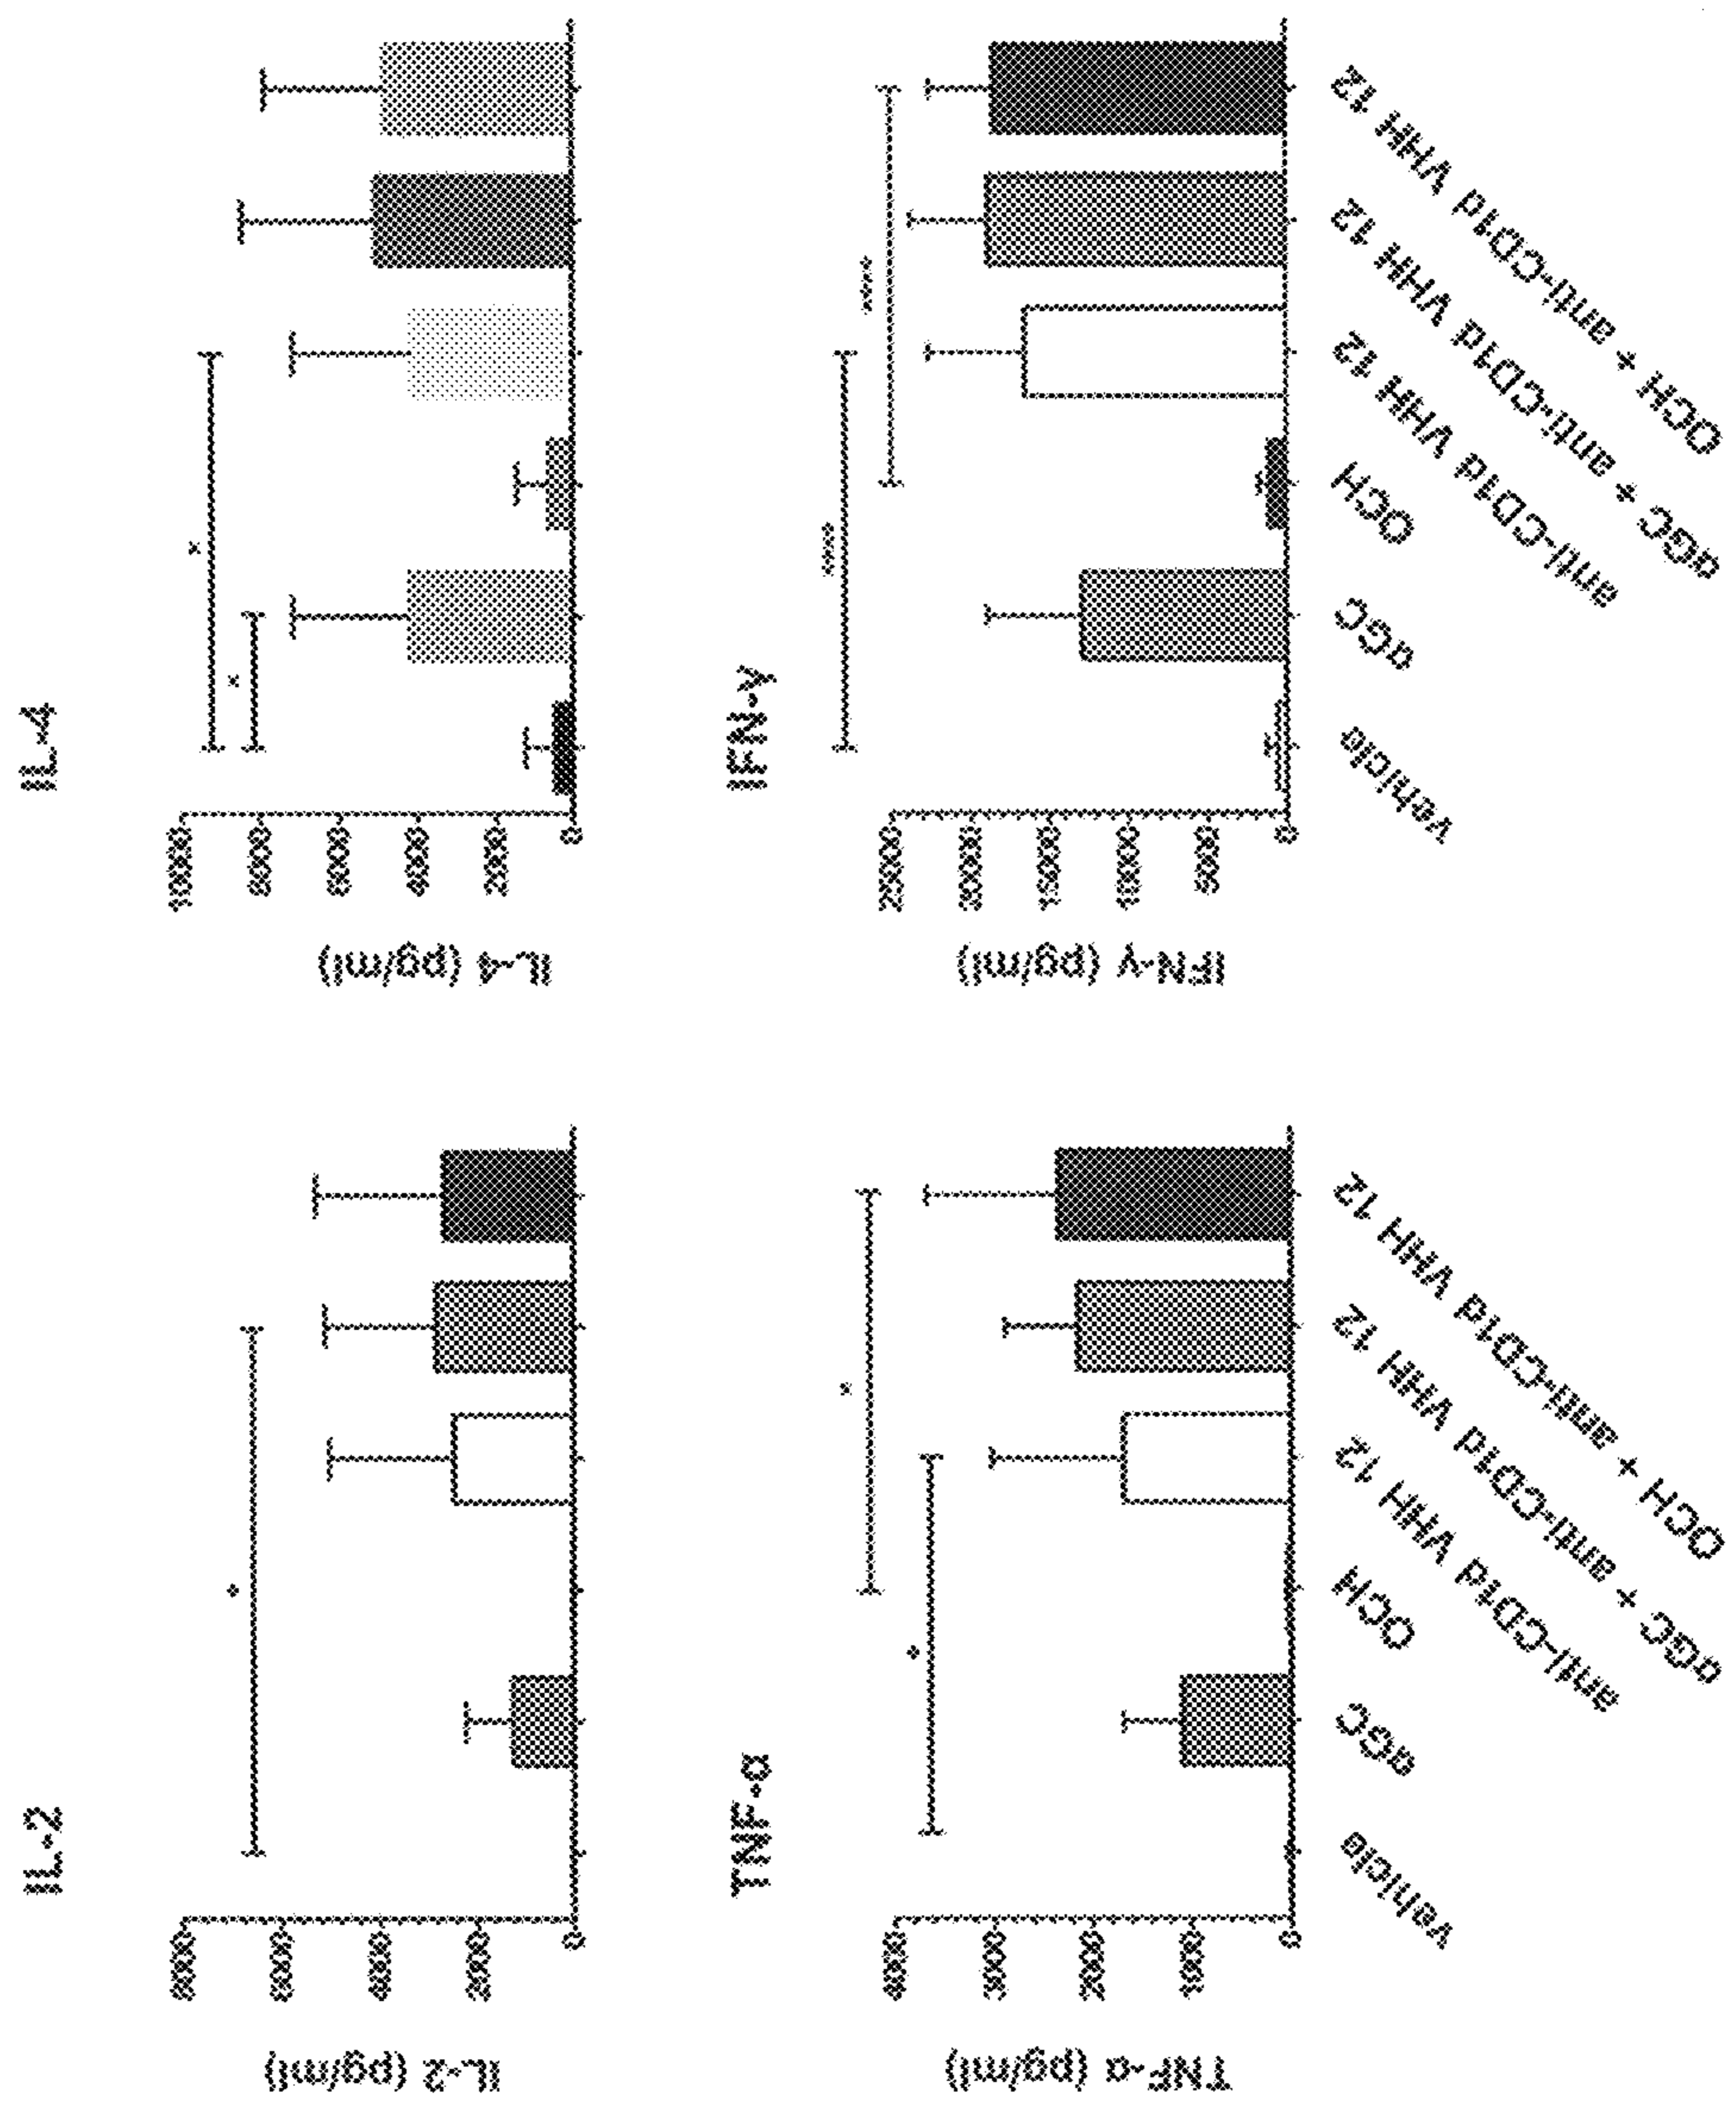 IL-2
IL-2 (pg/ml)
8000
6000
4000
2000
0
*
IL-4
IL-4 (pg/ml)
10000
8000
6000
4000
2000
0
*
*
TNF-α
TNF-α (pg/ml)
4000
3000
2000
1000
0
*
*
vehicle
αGC
OCH
anti-CD1d VHH 12
αGC + anti-CD1d VHH 12
OCH + anti-CD1d VHH 12
IFN-γ
IFN-γ (pg/ml)
25000
20000
15000
10000
5000
0
****
****
vehicle
αGC
OCH
anti-CD1d VHH 12
αGC + anti-CD1d VHH 12
OCH + anti-CD1d VHH 12